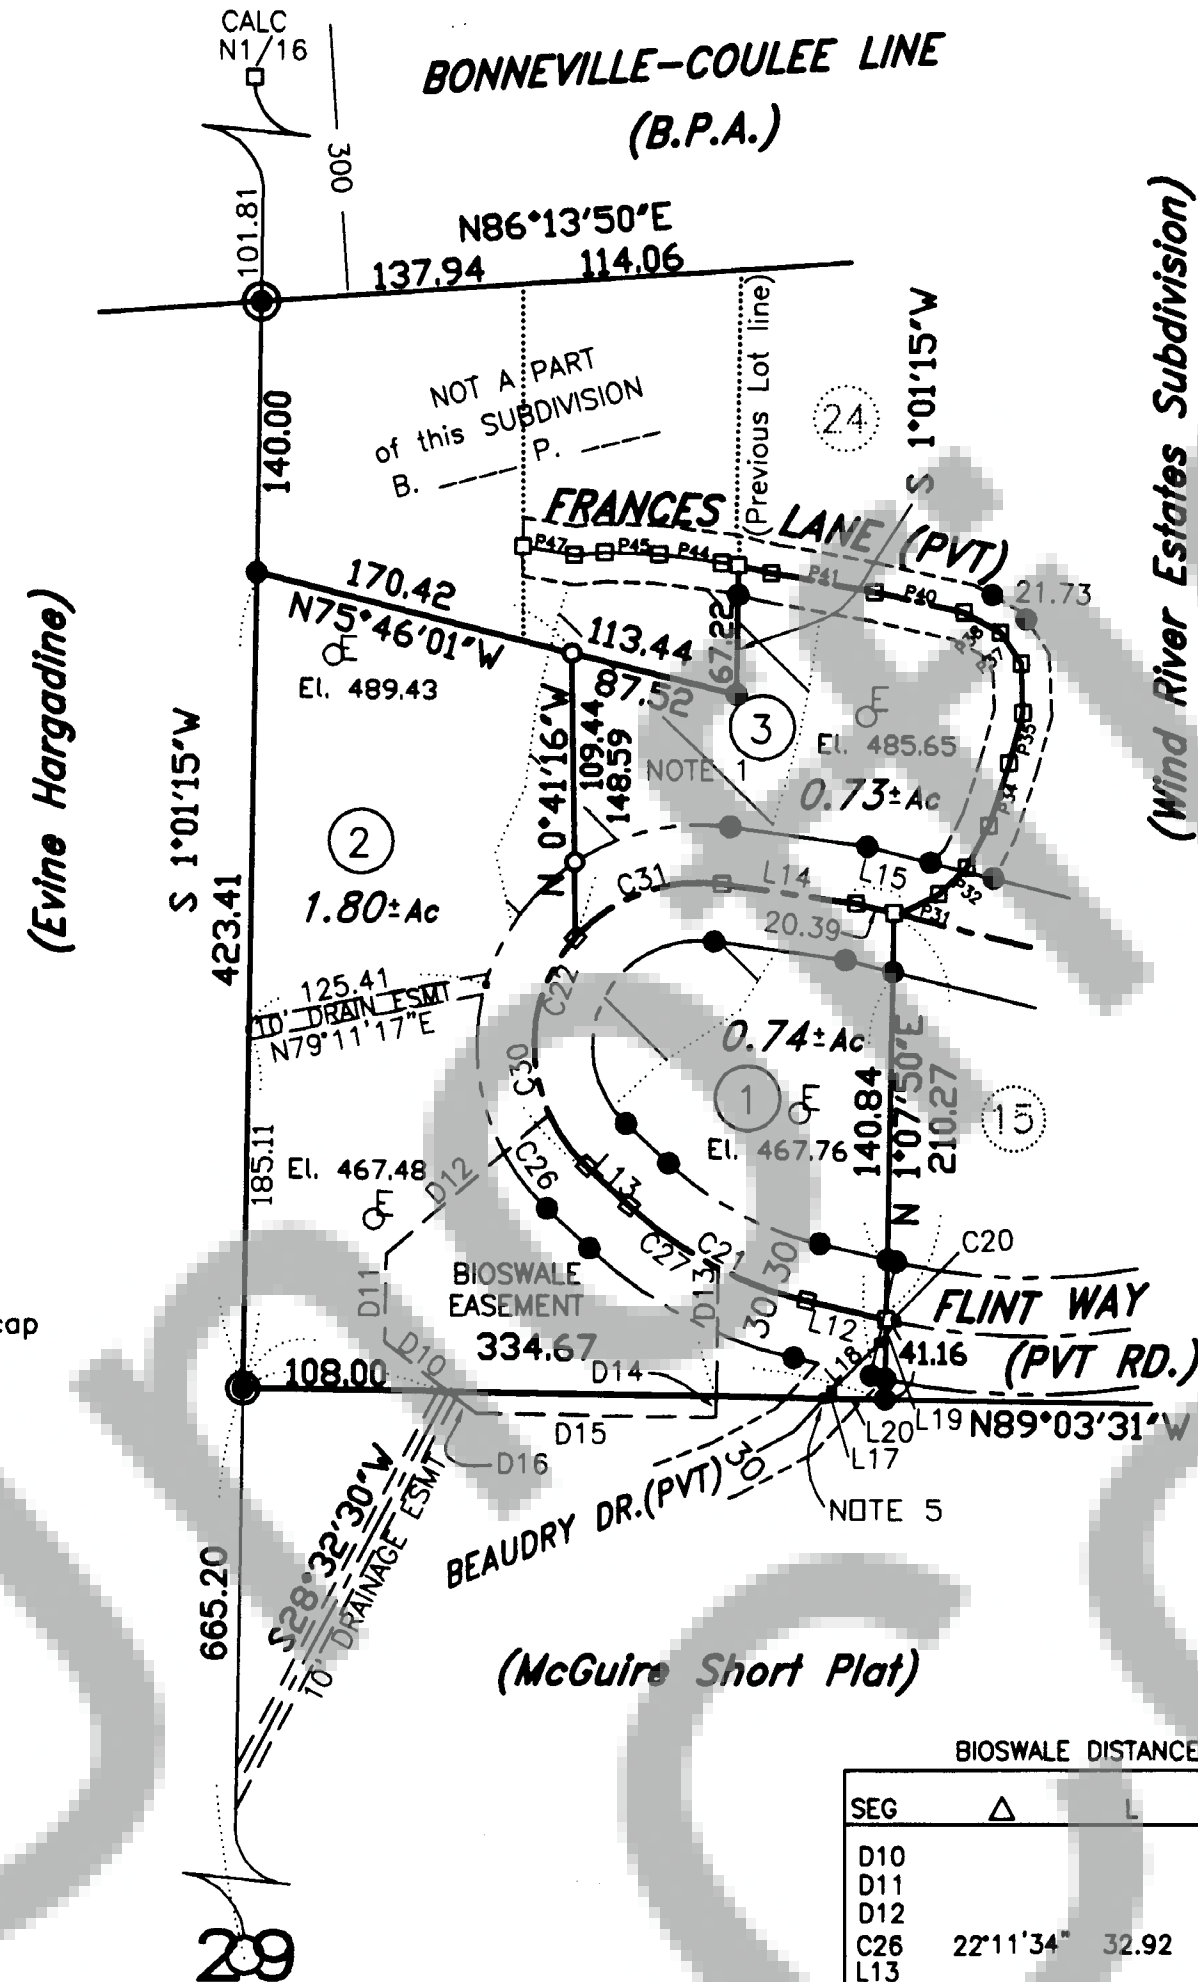 CALC
N1/16
BONNEVILLE-COULEE LINE
(B.P.A.)
300
101.81
N86°13'50"E
137.94
114.06
(Previous Lot line)
S 1°01'15"W
(Wind River Estates Subdivision)
NOT A PART
of this SUBDIVISION
B. P.
24
140.00
FRANCES LANE (PVT)
P47
P45
P44
P41
P40
P38
P37
21.73
170.42
N75°46'01"W
113.44
87.52
67.22
E
El. 489.43
(Evine Hargadine)
S 1°01'15"W
N 0°41'16"W
109.44
148.59
NOTE 1
3
E
El. 485.65
0.73±Ac
P35
P34
2
1.80±Ac
C31
L14
L15
P32
P31
20.39
423.41
125.41
10' DRAIN ESMT
N79°11'17"E
C22
C30
0.74±Ac
1
E
El. 467.76
140.84
N 1°07'50"E
210.27
15
185.11
El. 467.48
E
D12
C26
L13
C27
C21
C20
30
30
D11
BIOSWALE
EASEMENT
D13
L12
FLINT WAY
(PVT RD.)
cap
D10
334.67
D14
L18
41.16
108.00
D15
D16
L20
L19
N89°03'31"W
L17
30
NOTE 5
BEAUDRY DR.(PVT)
S28°32'30"W
10' DRAINAGE ESMT
665.20
(McGuire Short Plat)
BIOSWALE DISTANCE
SEG △ L
D10
D11
D12
C26 22°11'34" 32.92
L13
29